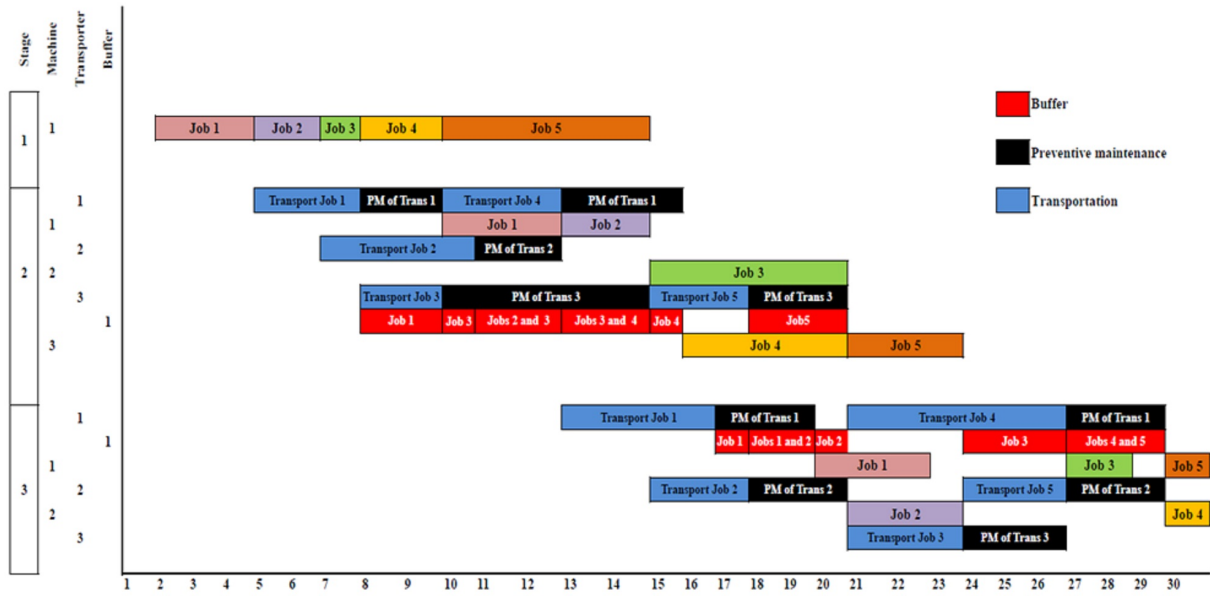 Stage Machine Transporter Buffer
Buffer
1 1 Job 1 Job 2 Job 3 Job 4 Job 5
Preventive maintenance
1 Transport Job 1 PM of Trans 1 Transport Job 4 PM of Trans 1 Transportation
1 Job 1 Job 2
2 Transport Job 2 PM of Trans 2
2 2 Job 3
3 Transport Job 3 PM of Trans 3 Transport Job 5 PM of Trans 3
1 Job 1 Job 3 Jobs 2 and 3 Jobs 3 and 4 Job 4 Job5
3 Job 4 Job 5
1 Transport Job 1 PM of Trans 1 Transport Job 4 PM of Trans 1
1 Job 1 Jobs 1 and 2 Job 2 Job 3 Jobs 4 and 5
1 Job 1 Job 3 Job 5
3 2 Transport Job 2 PM of Trans 2 Transport Job 5 PM of Trans 2
2 Job 2 Job 4
3 Transport Job 3 PM of Trans 3
1 2 3 4 5 6 7 8 9 10 11 12 13 14 15 16 17 18 19 20 21 22 23 24 25 26 27 28 29 30